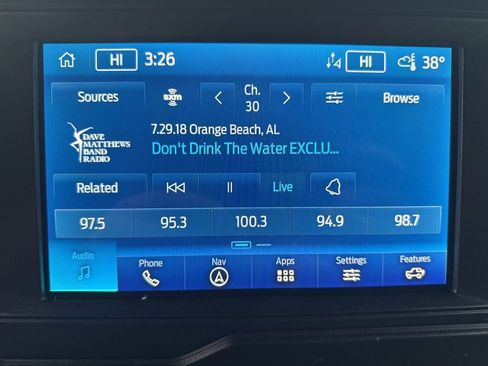 HI 3:26 HI 38°
Sources sxm Ch. 30 Browse
DAVE MATTHEWS BAND RADIO
7.29.18 Orange Beach, AL
Don't Drink The Water EXCLU...
Related Live
97.5 95.3 100.3 94.9 98.7
Audio Phone Nav Apps Settings Features